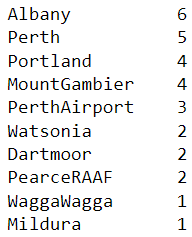 Albany 6
Perth 5
Portland 4
MountGambier 4
PerthAirport 3
Watsonia 2
Dartmoor 2
PearceRAAF 2
WaggaWagga 1
Mildura 1